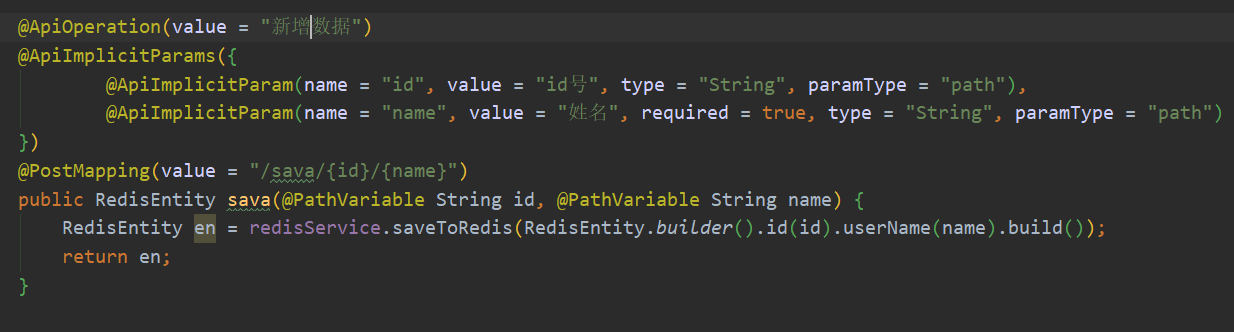 @ApiOperation(value = "新增数据")
@ApiImplicitParams({
        @ApiImplicitParam(name = "id", value = "id号", type = "String", paramType = "path"),
        @ApiImplicitParam(name = "name", value = "姓名", required = true, type = "String", paramType = "path")
})
@PostMapping(value = "/sava/{id}/{name}")
public RedisEntity sava(@PathVariable String id, @PathVariable String name) {
    RedisEntity en = redisService.saveToRedis(RedisEntity.builder().id(id).userName(name).build());
    return en;
}